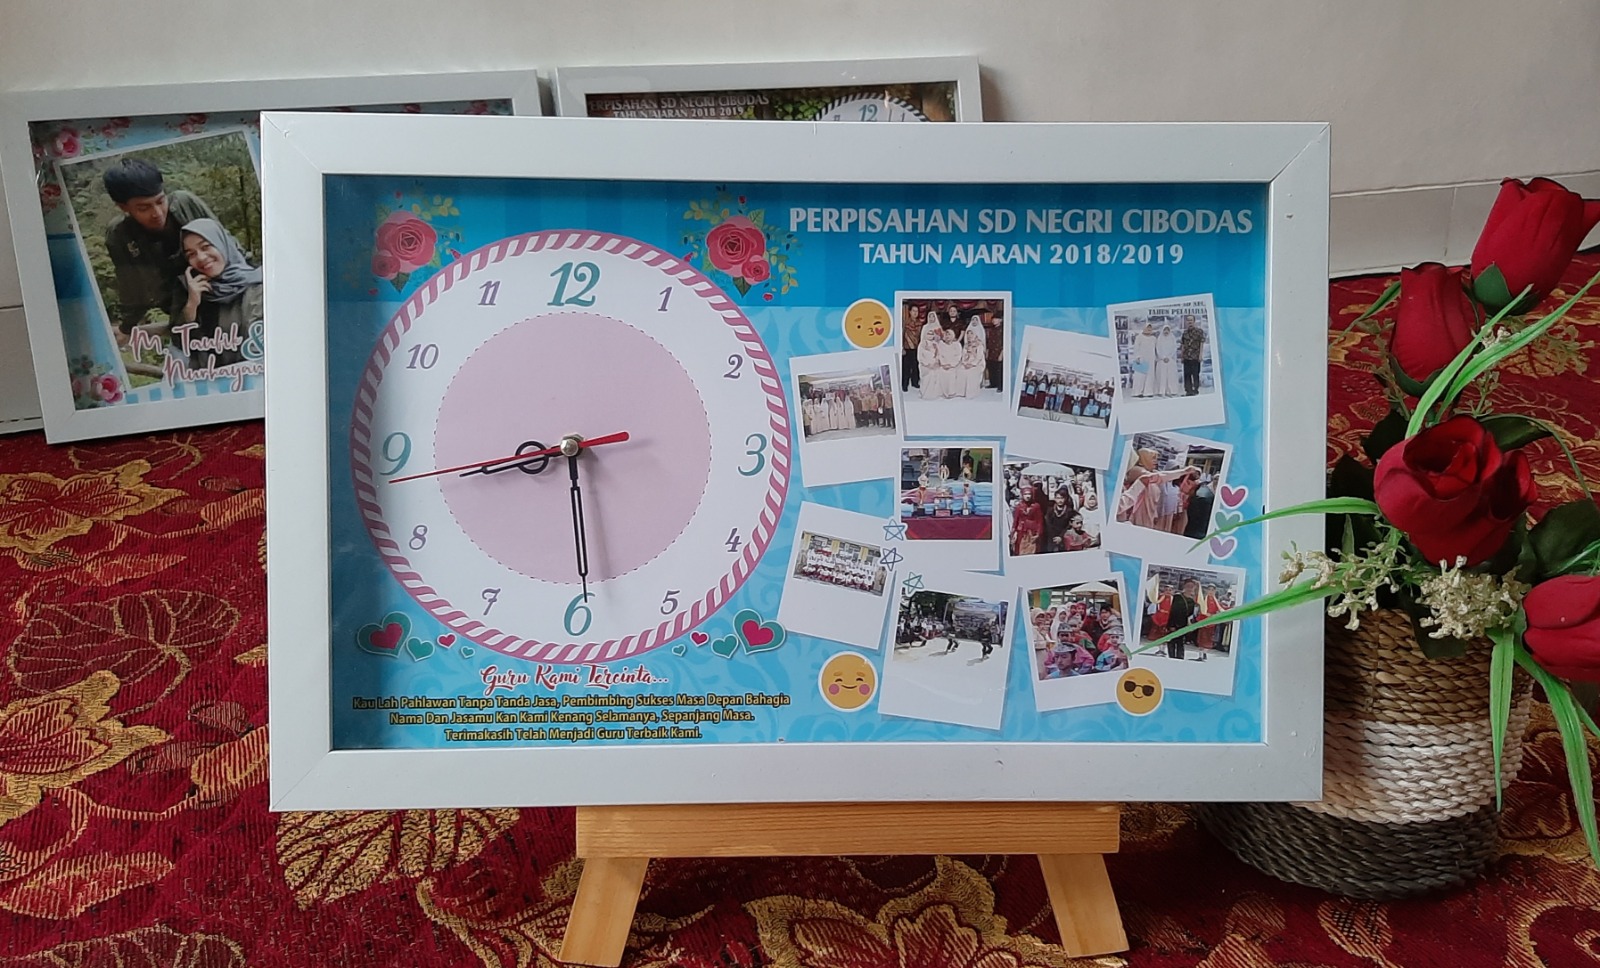 PERPISAHAN SD NEGRI CIBODAS
TAHUN AJARAN 2018/2019
12
M. Taufik &
Nurhayan
PERPISAHAN SD NEGRI CIBODAS
TAHUN AJARAN 2018/2019
12
1
2
3
4
5
6
7
8
9
10
11
TAHUN PELAJARAN
Guru Kami Tercinta...
Kau Lah Pahlawan Tanpa Tanda Jasa, Pembimbing Sukses Masa Depan Bahagia
Nama Dan Jasamu Kan Kami Kenang Selamanya, Sepanjang Masa.
Terimakasih Telah Menjadi Guru Terbaik Kami.